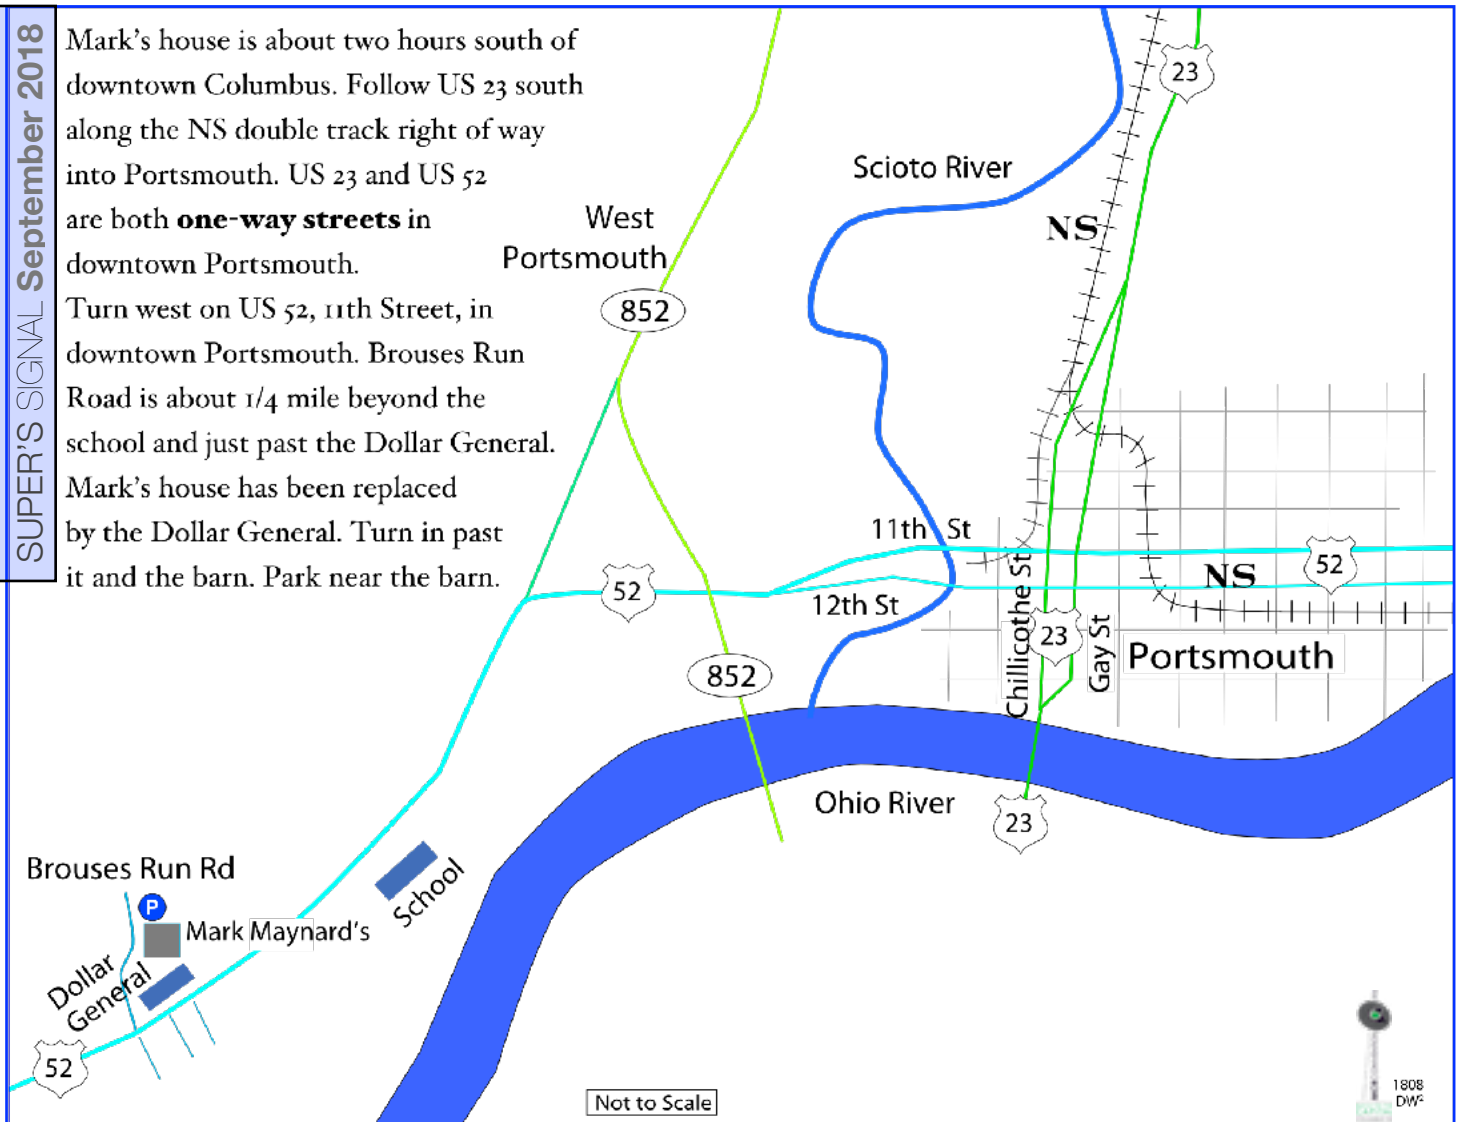 SUPER'S SIGNAL September 2018
Mark's house is about two hours south of
downtown Columbus. Follow US 23 south
along the NS double track right of way
into Portsmouth. US 23 and US 52
are both one-way streets in
downtown Portsmouth.
Turn west on US 52, 11th Street, in
downtown Portsmouth. Brouses Run
Road is about 1/4 mile beyond the
school and just past the Dollar General.
Mark's house has been replaced
by the Dollar General. Turn in past
it and the barn. Park near the barn.
23
Scioto River
NS
West
Portsmouth
852
11th St
52
NS
52
12th St
Chillicothe St
23
Gay St
Portsmouth
852
Ohio River
23
Brouses Run Rd
P
Mark Maynard's
School
Dollar
General
52
Not to Scale
1808
DW²